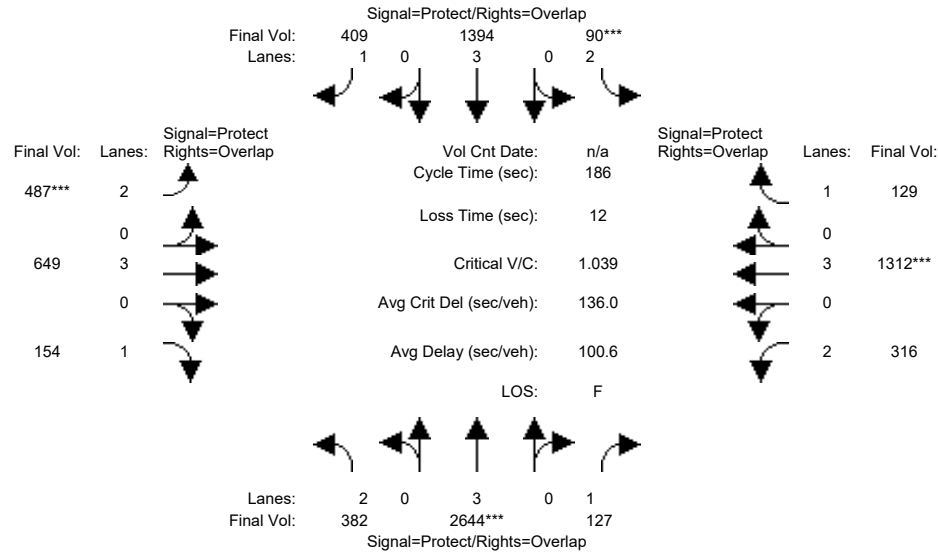 Signal=Protect/Rights=Overlap
Final Vol: 409 1394 90***
Lanes: 1 0 3 0 2
Signal=Protect Signal=Protect
Final Vol: Lanes: Rights=Overlap Vol Cnt Date: n/a Rights=Overlap Lanes: Final Vol:
Cycle Time (sec): 186
487*** 2 1 129
Loss Time (sec): 12
0 0
649 3 Critical V/C: 1.039 3 1312***
0 Avg Crit Del (sec/veh): 136.0 0
154 1 Avg Delay (sec/veh): 100.6 2 316
LOS: F
Lanes: 2 0 3 0 1
Final Vol: 382 2644*** 127
Signal=Protect/Rights=Overlap